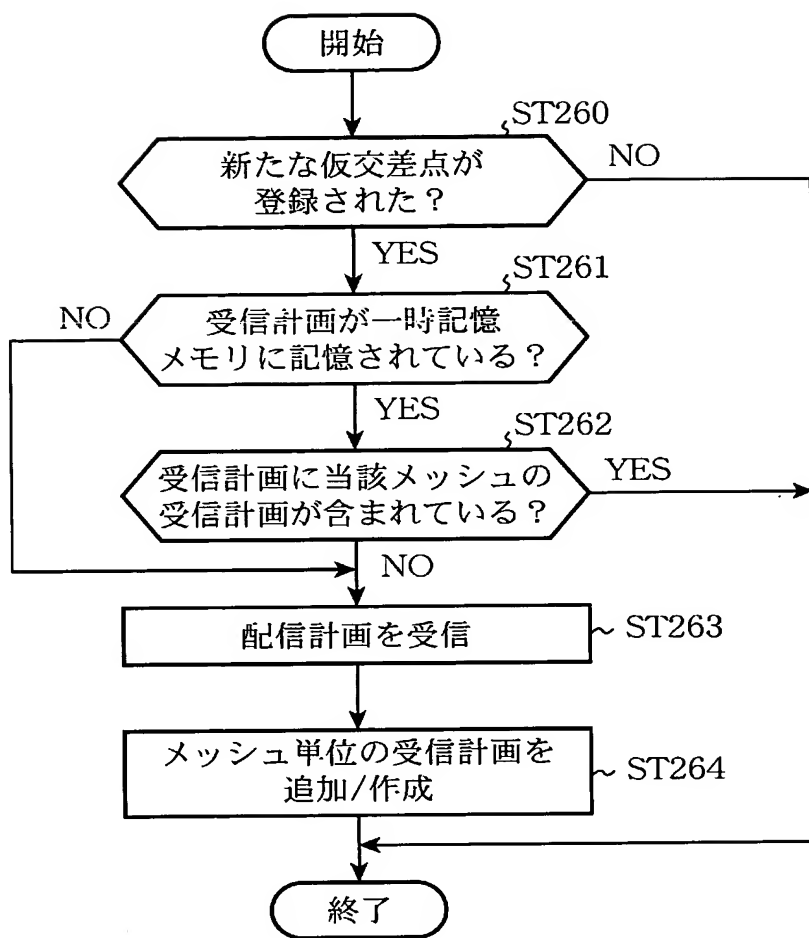 開始
ST260
新たな仮交差点が
登録された？
NO
YES
ST261
NO
受信計画が一時記憶
メモリに記憶されている？
YES
ST262
受信計画に当該メッシュの
受信計画が含まれている？
YES
NO
配信計画を受信
ST263
メッシュ単位の受信計画を
追加/作成
ST264
終了